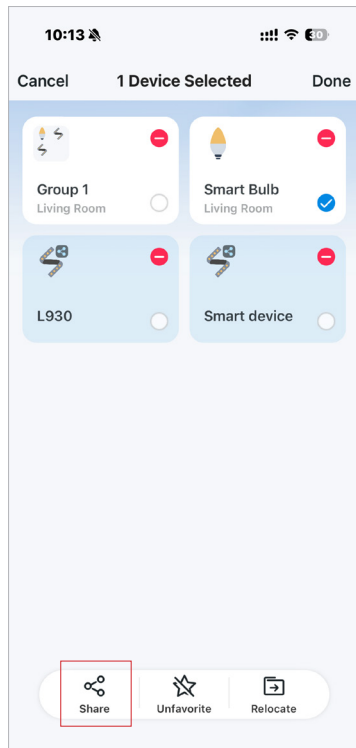 10:13 30
Cancel 1 Device Selected Done
Group 1 Smart Bulb
Living Room Living Room
L930 Smart device
Share Unfavorite Relocate